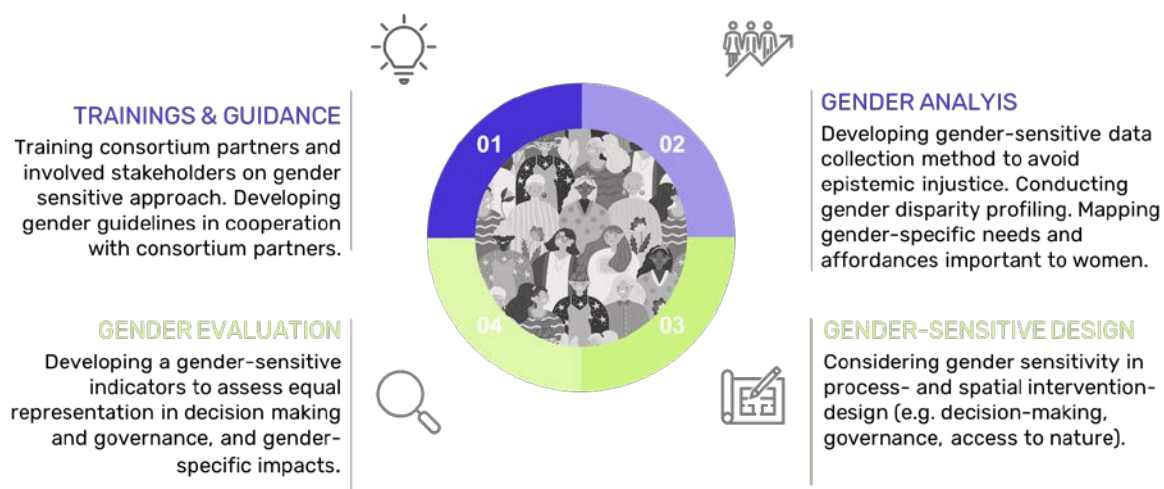 TRAININGS & GUIDANCE
Training consortium partners and
involved stakeholders on gender
sensitive approach. Developing
gender guidelines in cooperation
with consortium partners.
01
02
GENDER ANALYIS
Developing gender-sensitive data
collection method to avoid
epistemic injustice. Conducting
gender disparity profiling. Mapping
gender-specific needs and
affordances important to women.
GENDER EVALUATION
Developing a gender-sensitive
indicators to assess equal
representation in decision making
and governance, and gender-
specific impacts.
04
03
GENDER-SENSITIVE DESIGN
Considering gender sensitivity in
process- and spatial intervention-
design (e.g. decision-making,
governance, access to nature).